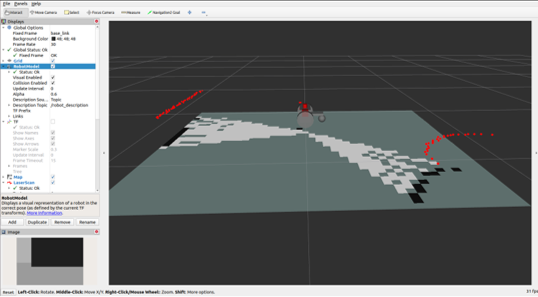 File Panels Help
Interact Move Camera Select Focus Camera Measure Navigation2 Goal
Displays
Global Options
Fixed Frame base_link
Background Color 48; 48; 48
Frame Rate 30
Global Status: Ok
Fixed Frame OK
Grid
RobotModel
Status: Ok
Visual Enabled
Collision Enabled
Update Interval 0
Alpha 0.6
Description Sou... Topic
Description Topic /robot_description
TF Prefix
Links
TF
Status: Ok
Show Names
Show Axes
Show Arrows
Marker Scale
Update Interval 0
Frame Timeout
Frames
Tree
Map
LaserScan
Status: Ok
RobotModel
Displays a visual representation of a robot in the
correct pose (as defined by the current TF
transforms). More Information.
Add Duplicate Remove Rename
Image
Reset Left-Click: Rotate. Middle-Click: Move X/Y. Right-Click/Mouse Wheel: Zoom. Shift: More options.
31 fps